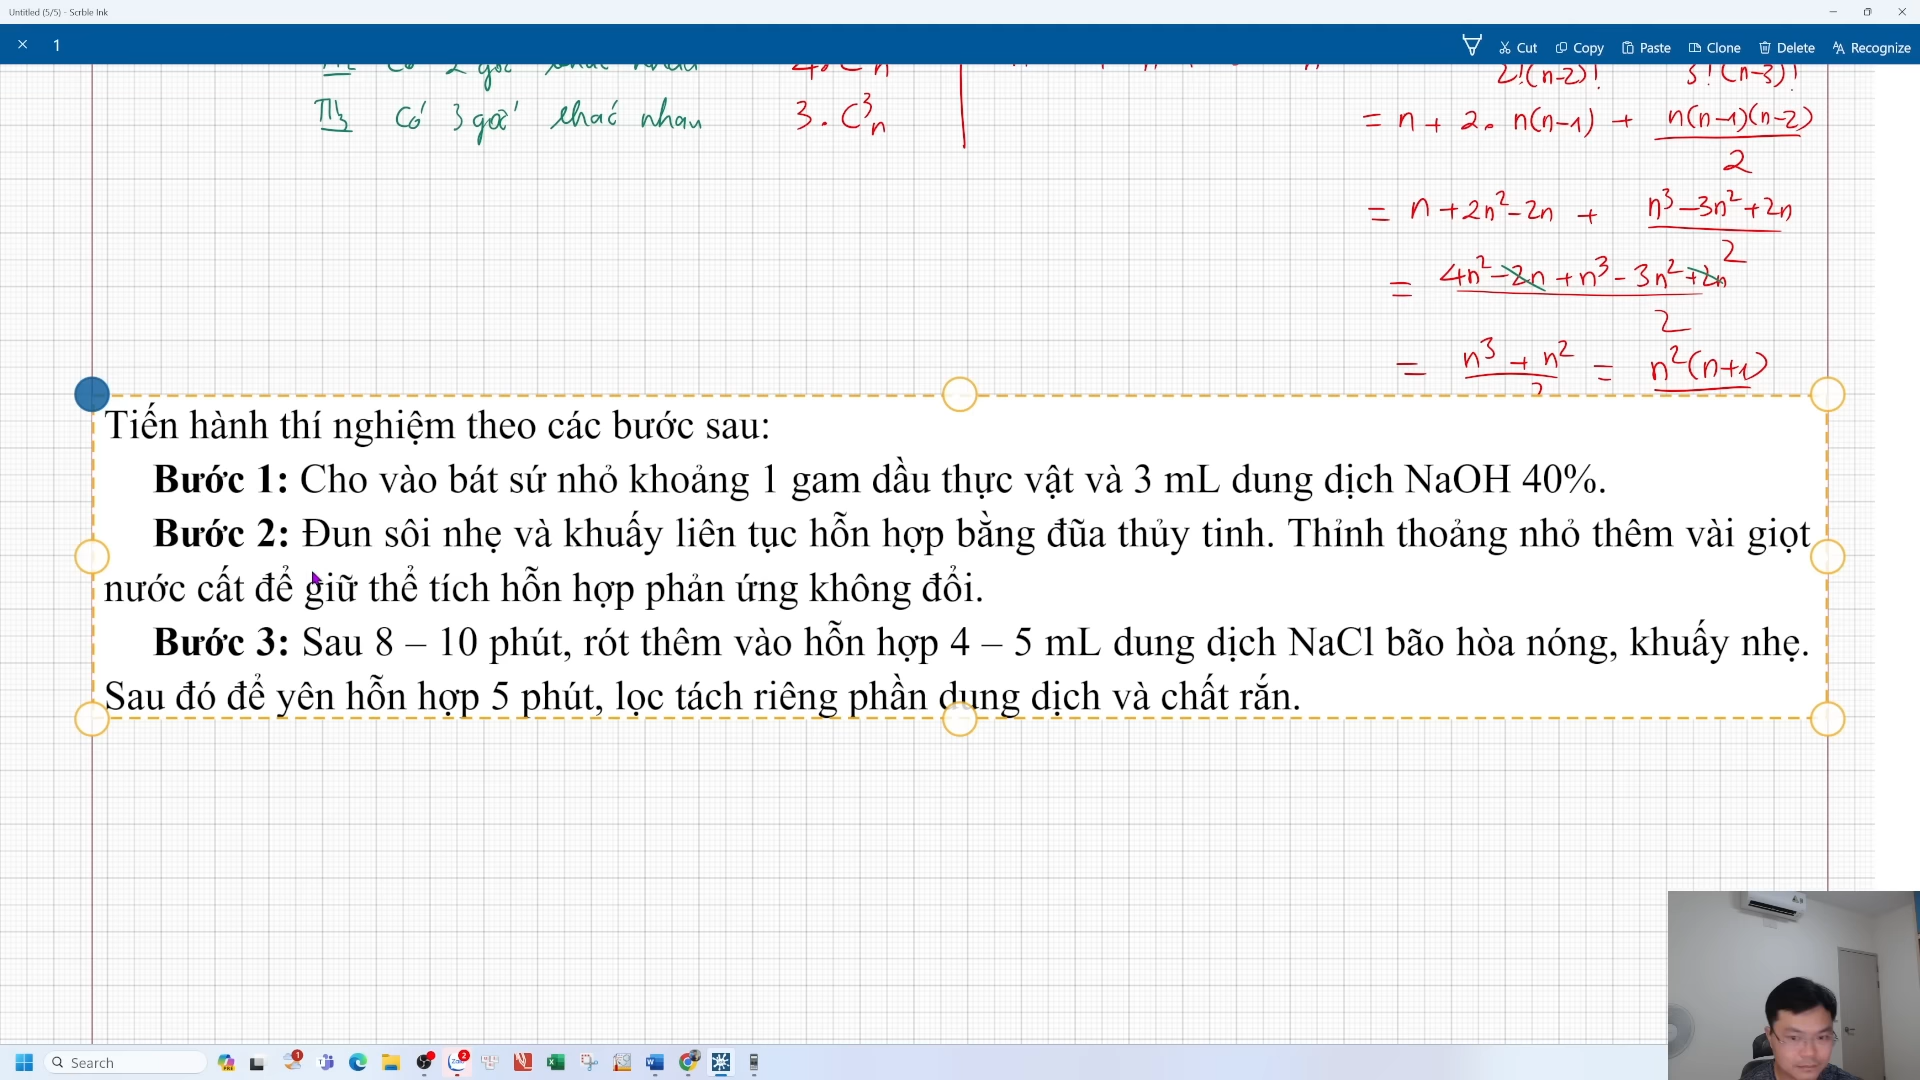 Untitled (5/5) - Scrble Ink
1
Cut Copy Paste Clone Delete Recognize
2!(n-2)! 3!(n-3)!
TH3 Có 3 gốc khác nhau 3. C³n
= n + 2. n(n-1) + n(n-1)(n-2)
2
= n + 2n² - 2n + n³ - 3n² + 2n
2
= 4n² - 2n + n³ - 3n² + 2n
2
= n³ + n² = n²(n+1)
2
Tiến hành thí nghiệm theo các bước sau:
Bước 1: Cho vào bát sứ nhỏ khoảng 1 gam dầu thực vật và 3 mL dung dịch NaOH 40%.
Bước 2: Đun sôi nhẹ và khuấy liên tục hỗn hợp bằng đũa thủy tinh. Thỉnh thoảng nhỏ thêm vài giọt
nước cất để giữ thể tích hỗn hợp phản ứng không đổi.
Bước 3: Sau 8 – 10 phút, rót thêm vào hỗn hợp 4 – 5 mL dung dịch NaCl bão hòa nóng, khuấy nhẹ.
Sau đó để yên hỗn hợp 5 phút, lọc tách riêng phần dung dịch và chất rắn.
Search